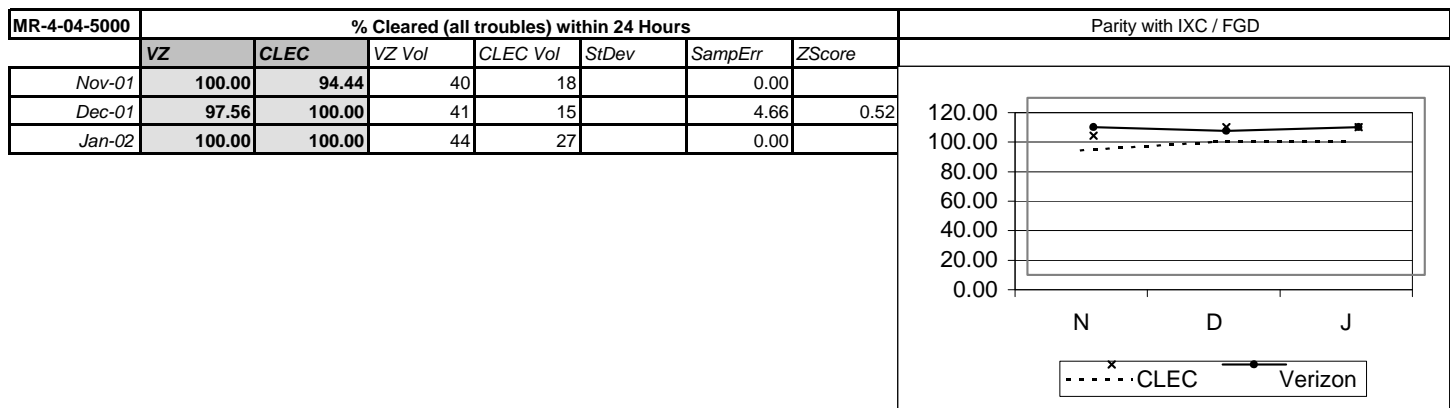 MR-4-04-5000 % Cleared (all troubles) within 24 Hours Parity with IXC / FGD
VZ CLEC VZ Vol CLEC Vol StDev SampErr ZScore
Nov-01 100.00 94.44 40 18 0.00
Dec-01 97.56 100.00 41 15 4.66 0.52
Jan-02 100.00 100.00 44 27 0.00
120.00
100.00
80.00
60.00
40.00
20.00
0.00
N D J
CLEC Verizon